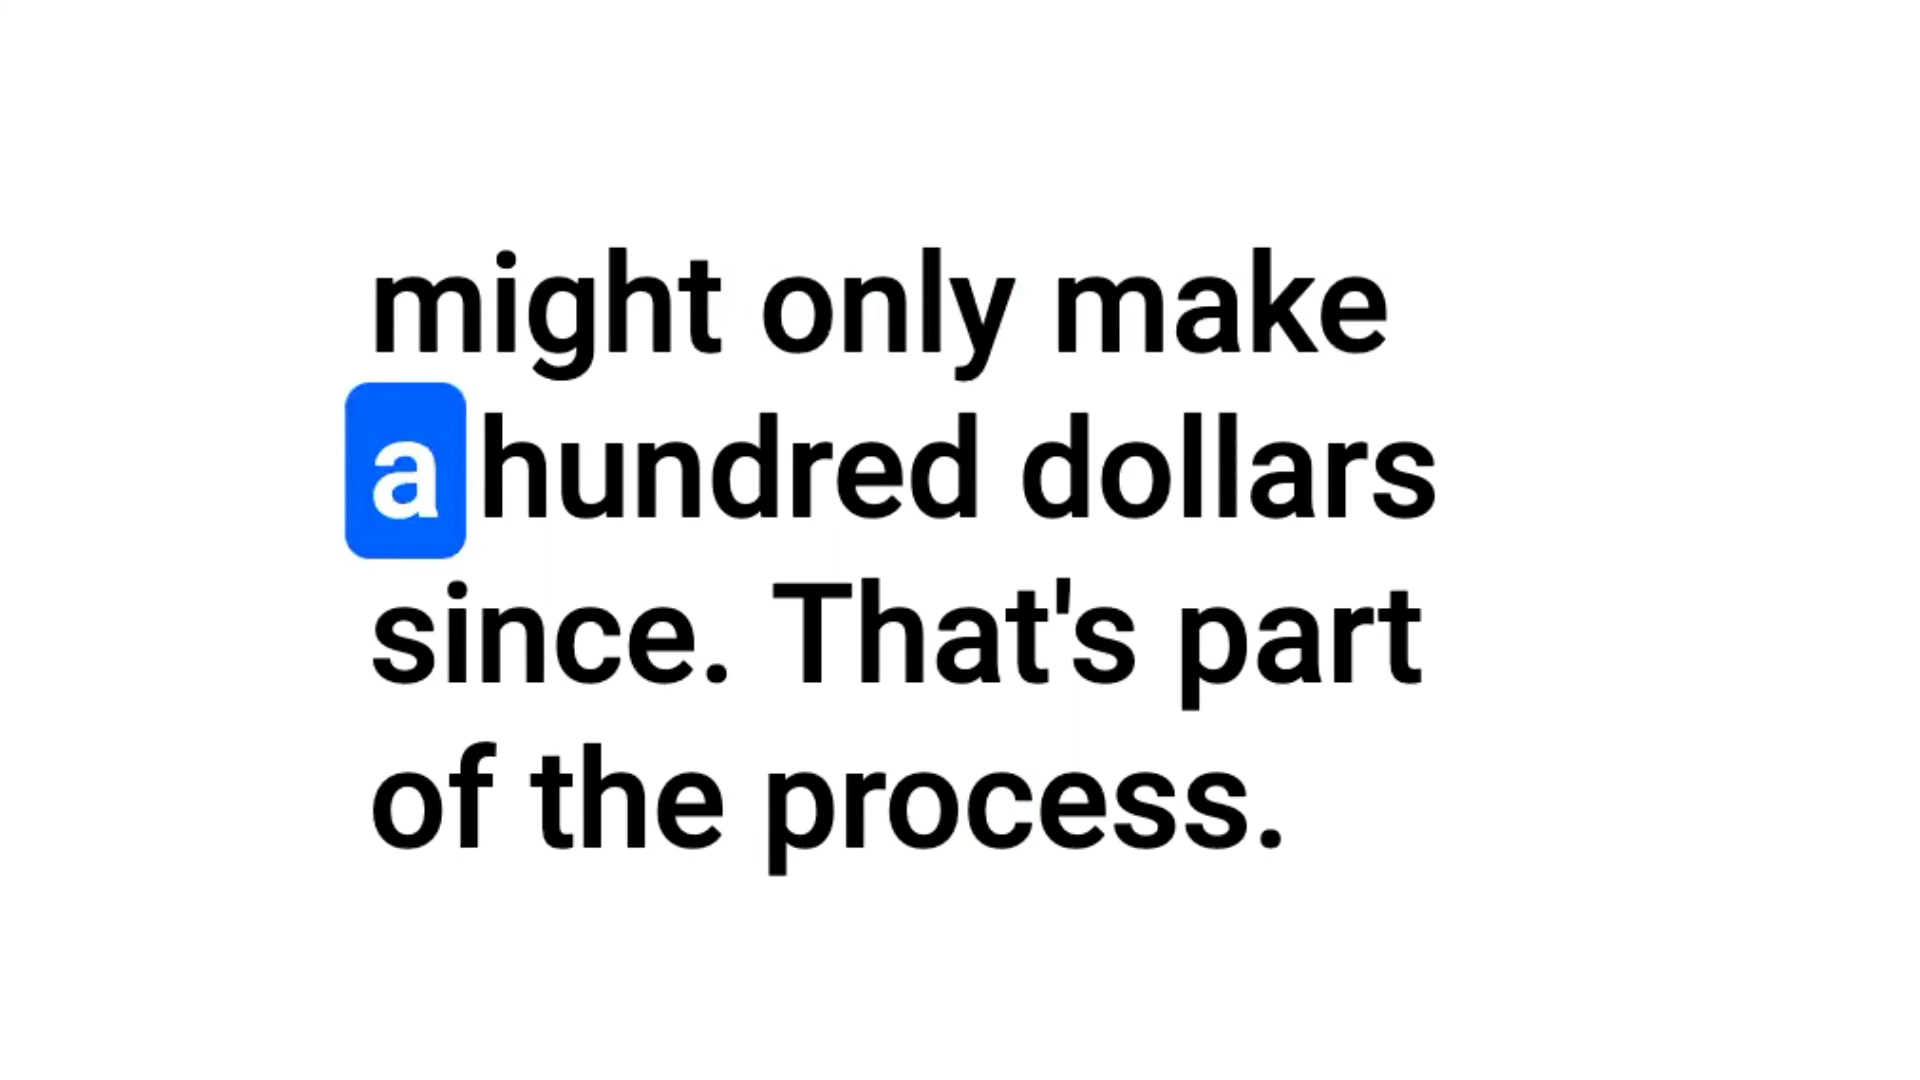 might only make
a hundred dollars
since. That's part
of the process.